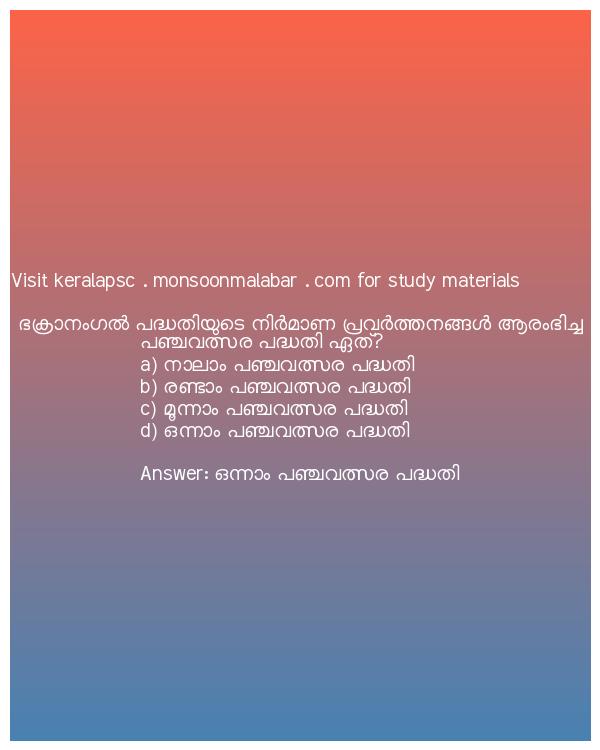 Visit keralapsc . monsoonmalabar . com for study materials
ഭക്രാനംഗൽ പദ്ധതിയുടെ നിർമാണ പ്രവർത്തനങ്ങൾ ആരംഭിച്ച
പഞ്ചവത്സര പദ്ധതി ഏത്?
a) നാലാം പഞ്ചവത്സര പദ്ധതി
b) രണ്ടാം പഞ്ചവത്സര പദ്ധതി
c) മൂന്നാം പഞ്ചവത്സര പദ്ധതി
d) ഒന്നാം പഞ്ചവത്സര പദ്ധതി
Answer: ഒന്നാം പഞ്ചവത്സര പദ്ധതി